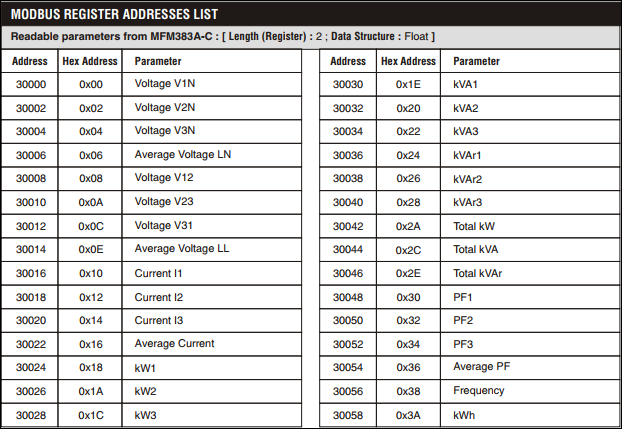 MODBUS REGISTER ADDRESSES LIST
Readable parameters from MFM383A-C : [ Length (Register) : 2 ; Data Structure : Float ]
Address Hex Address Parameter Address Hex Address Parameter
30000 0x00 Voltage V1N 30030 0x1E kVA1
30002 0x02 Voltage V2N 30032 0x20 kVA2
30004 0x04 Voltage V3N 30034 0x22 kVA3
30006 0x06 Average Voltage LN 30036 0x24 kVAr1
30008 0x08 Voltage V12 30038 0x26 kVAr2
30010 0x0A Voltage V23 30040 0x28 kVAr3
30012 0x0C Voltage V31 30042 0x2A Total kW
30014 0x0E Average Voltage LL 30044 0x2C Total kVA
30016 0x10 Current I1 30046 0x2E Total kVAr
30018 0x12 Current I2 30048 0x30 PF1
30020 0x14 Current I3 30050 0x32 PF2
30022 0x16 Average Current 30052 0x34 PF3
30024 0x18 kW1 30054 0x36 Average PF
30026 0x1A kW2 30056 0x38 Frequency
30028 0x1C kW3 30058 0x3A kWh